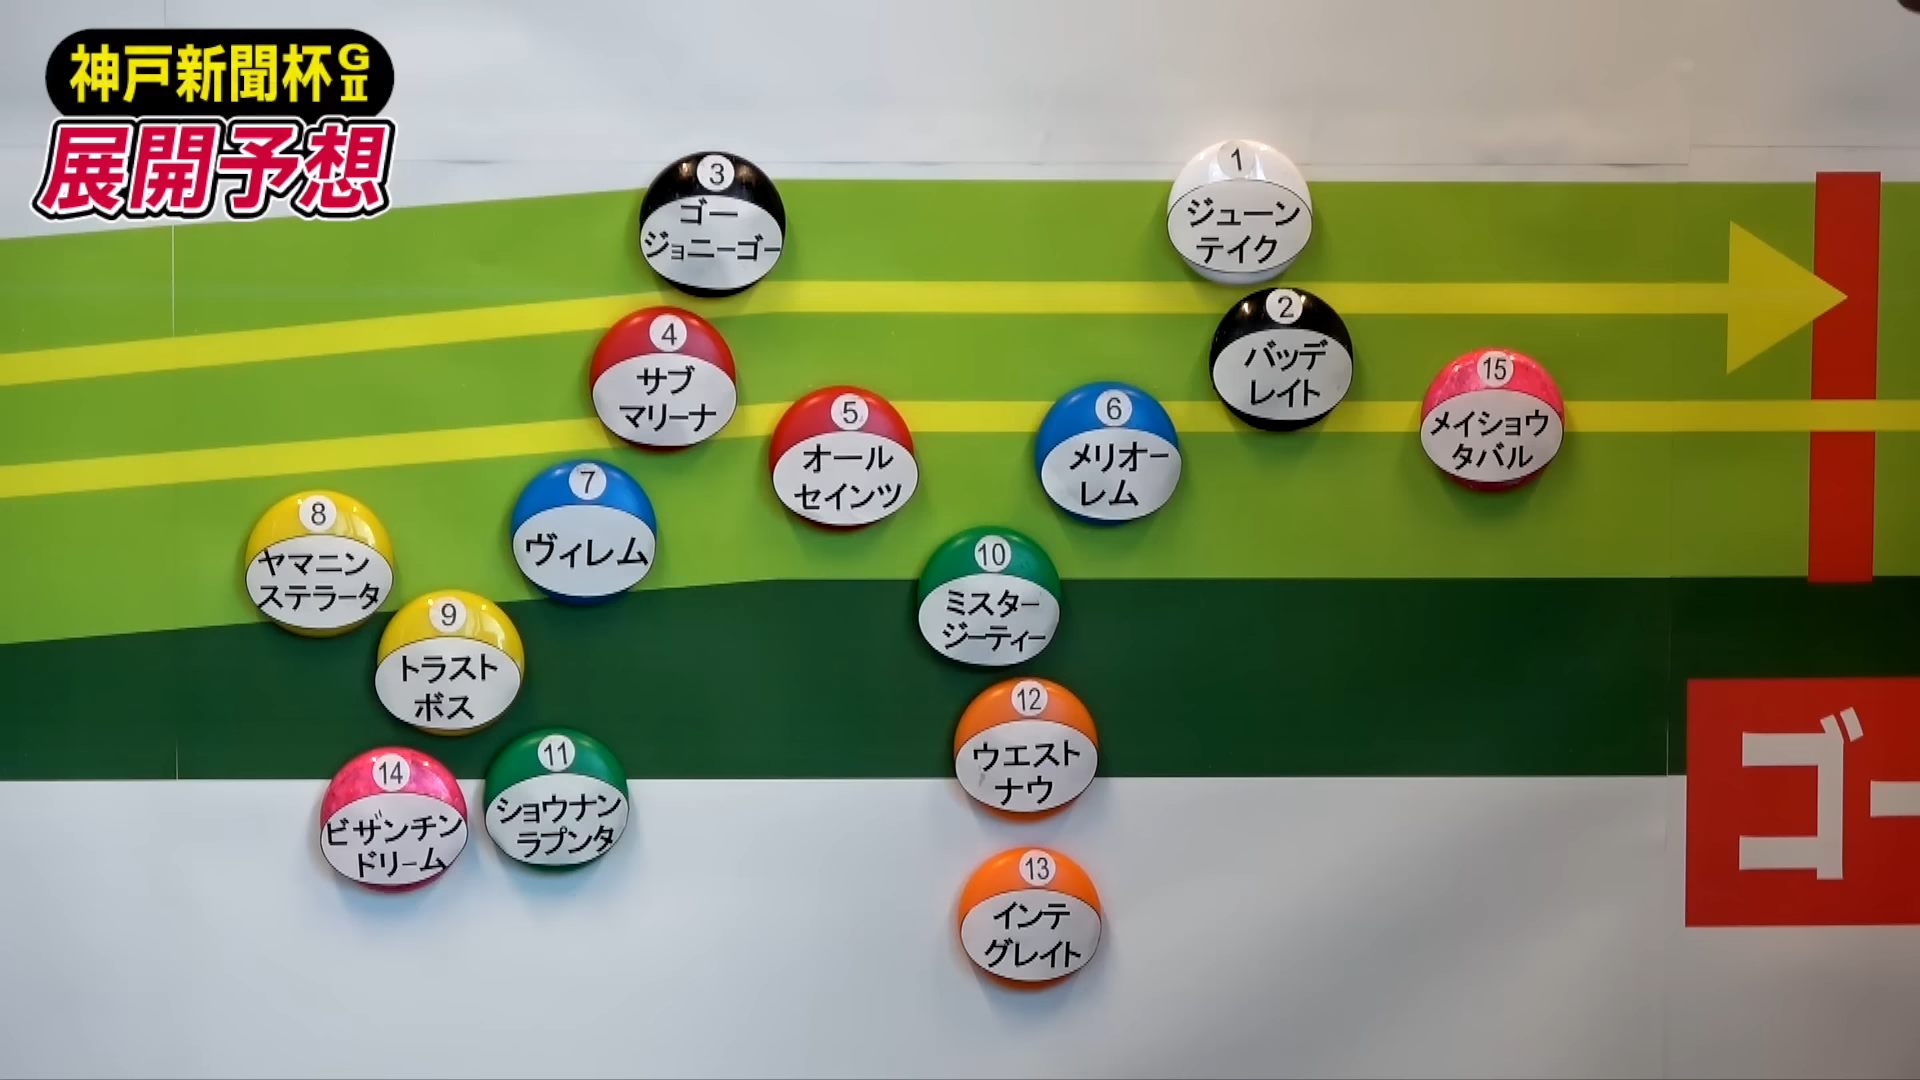 神戸新聞杯GⅡ
展開予想
3
ゴー
ジョニーゴー
1
ジューン
テイク
2
バッデ
レイト
4
サブ
マリーナ
15
メイショウ
タバル
5
オール
セインツ
6
メリオー
レム
7
ヴィレム
8
ヤマニン
ステラータ
10
ミスター
ジーティー
9
トラスト
ボス
12
ウエスト
ナウ
11
ショウナン
ラプンタ
14
ビザンチン
ドリーム
13
インテ
グレイト
ゴー